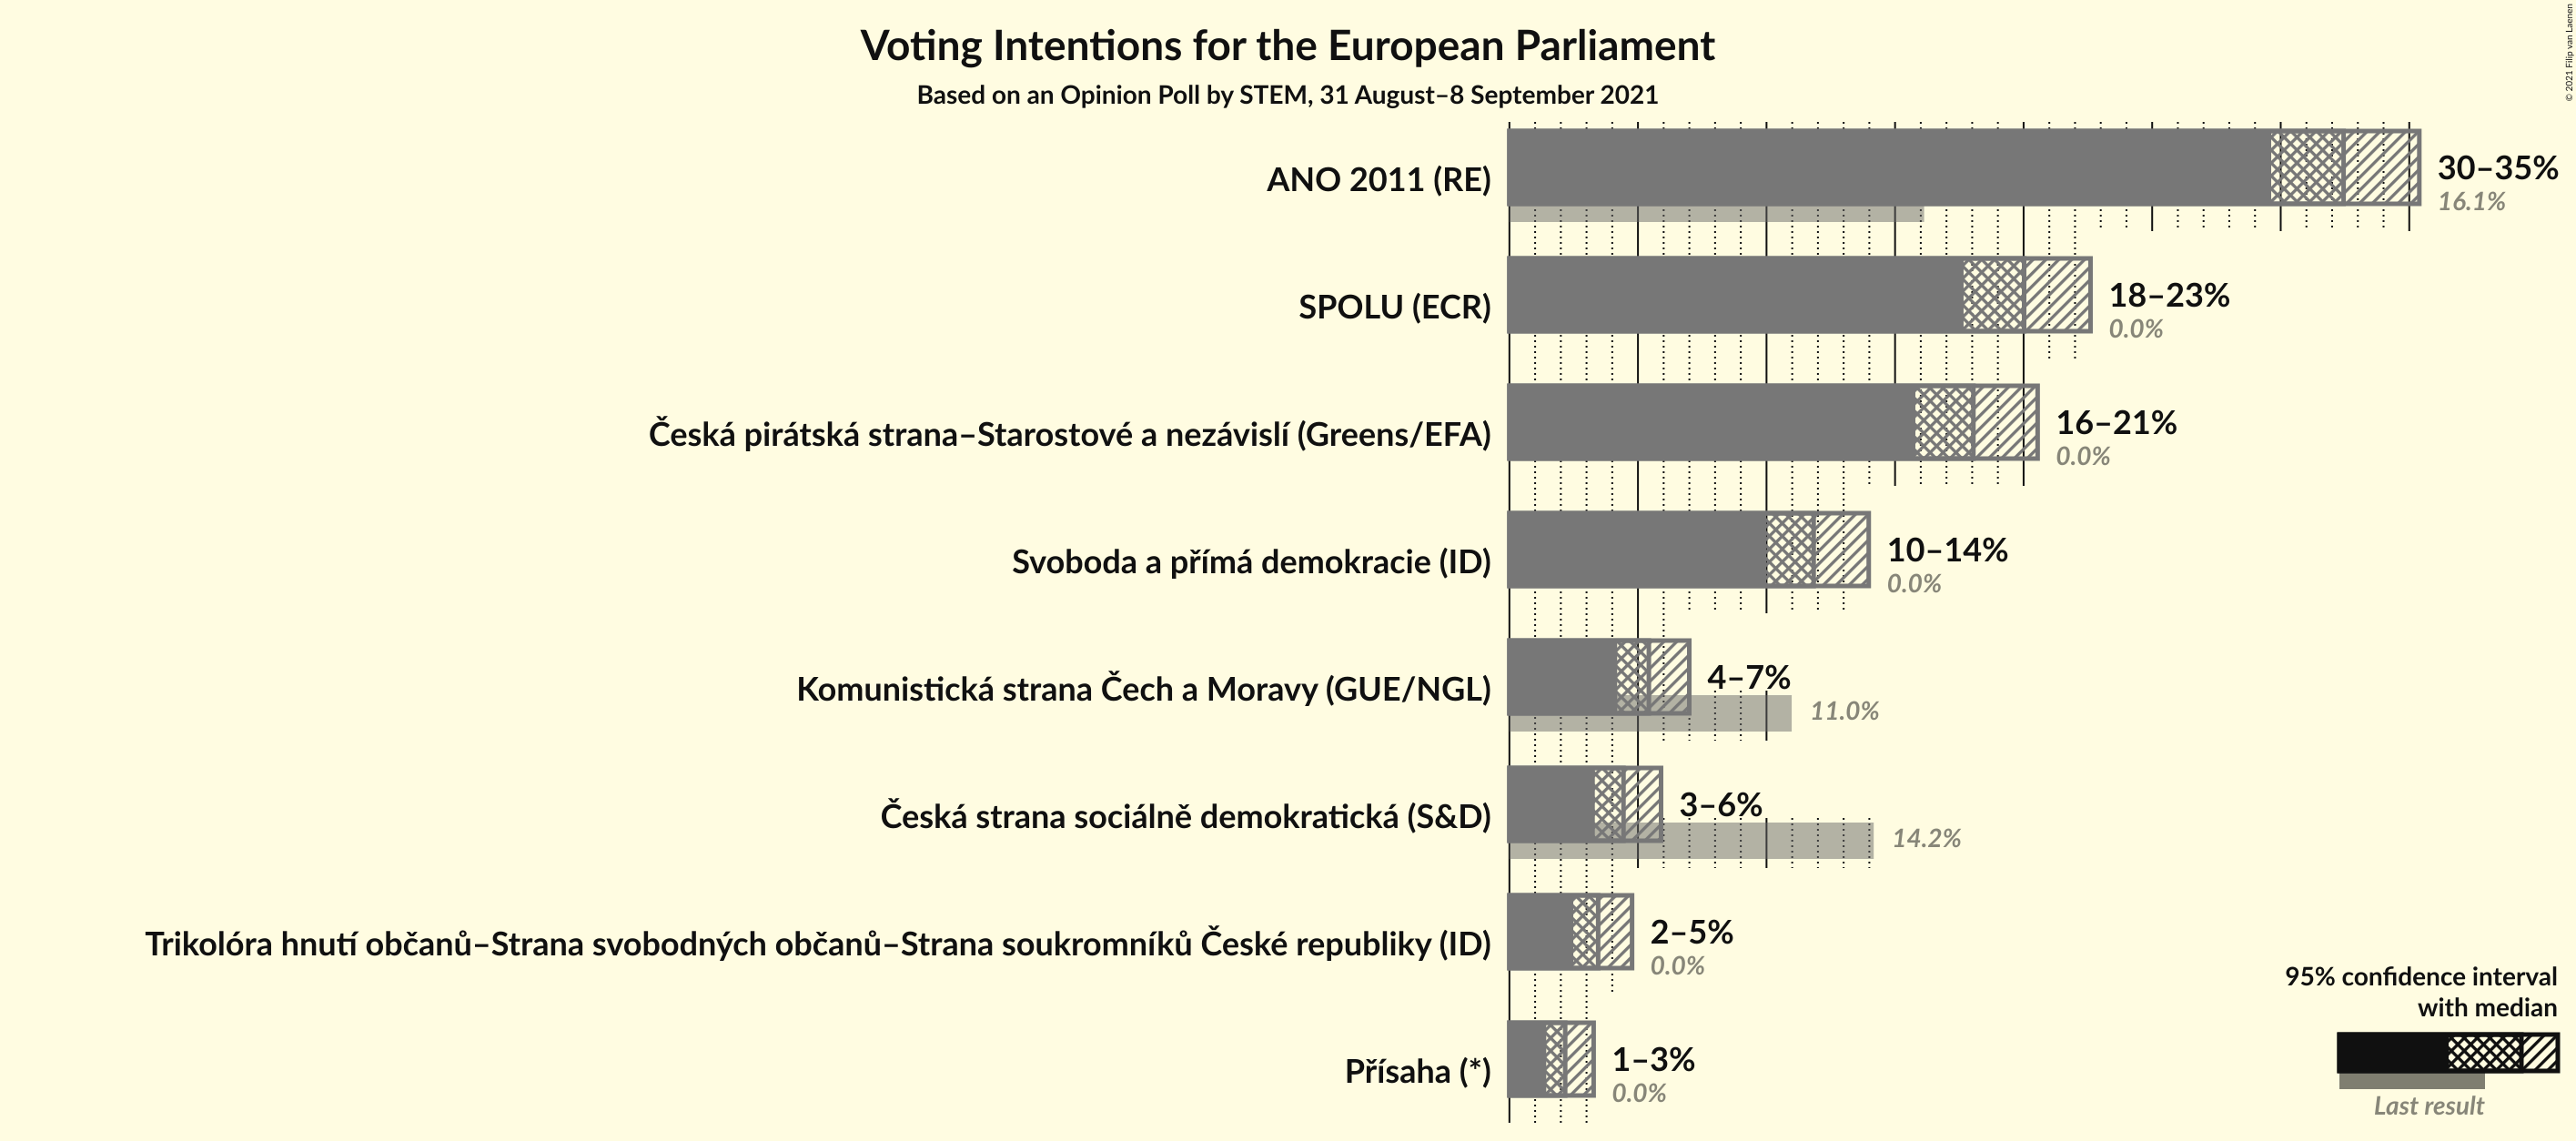 Voting Intentions for the European Parliament
Based on an Opinion Poll by STEM, 31 August–8 September 2021
© 2021 Filip van Laenen
ANO 2011 (RE)
30–35%
16.1%
SPOLU (ECR)
18–23%
0.0%
Česká pirátská strana–Starostové a nezávislí (Greens/EFA)
16–21%
0.0%
Svoboda a přímá demokracie (ID)
10–14%
0.0%
Komunistická strana Čech a Moravy (GUE/NGL)
4–7%
11.0%
Česká strana sociálně demokratická (S&D)
3–6%
14.2%
Trikolóra hnutí občanů–Strana svobodných občanů–Strana soukromníků České republiky (ID)
2–5%
0.0%
Přísaha (*)
1–3%
0.0%
95% confidence interval
with median
Last result